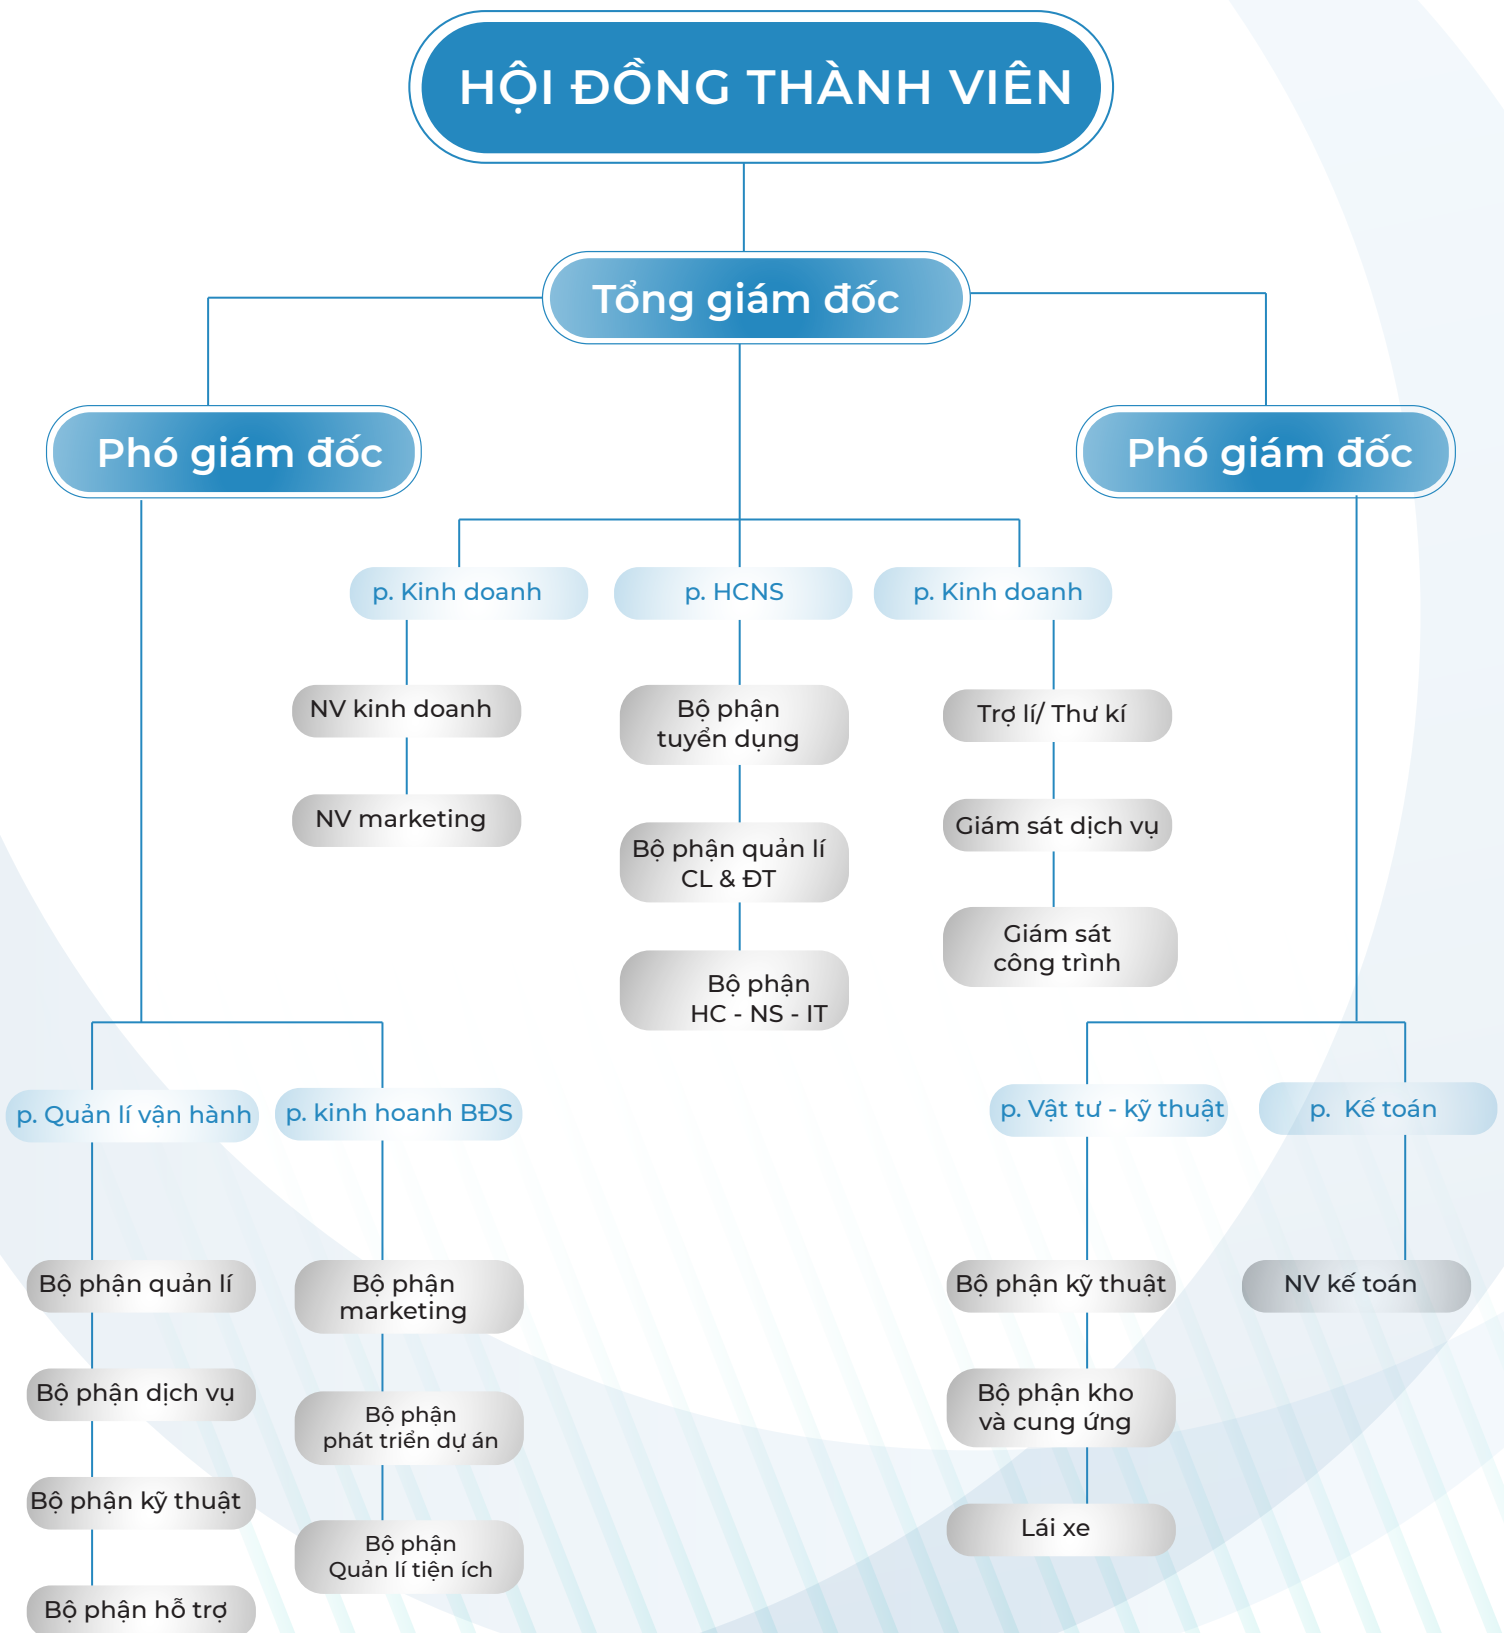 HỘI ĐỒNG THÀNH VIÊN
Tổng giám đốc
Phó giám đốc
Phó giám đốc
p. Kinh doanh
p. HCNS
p. Kinh doanh
NV kinh doanh
NV marketing
Bộ phận
tuyển dụng
Bộ phận quản lí
CL & ĐT
Bộ phận
HC - NS - IT
Trợ lí/ Thư kí
Giám sát dịch vụ
Giám sát
công trình
p. Quản lí vận hành
p. kinh hoanh BĐS
p. Vật tư - kỹ thuật
p. Kế toán
Bộ phận quản lí
Bộ phận dịch vụ
Bộ phận kỹ thuật
Bộ phận hỗ trợ
Bộ phận
marketing
Bộ phận
phát triển dự án
Bộ phận
Quản lí tiện ích
Bộ phận kỹ thuật
Bộ phận kho
và cung ứng
Lái xe
NV kế toán